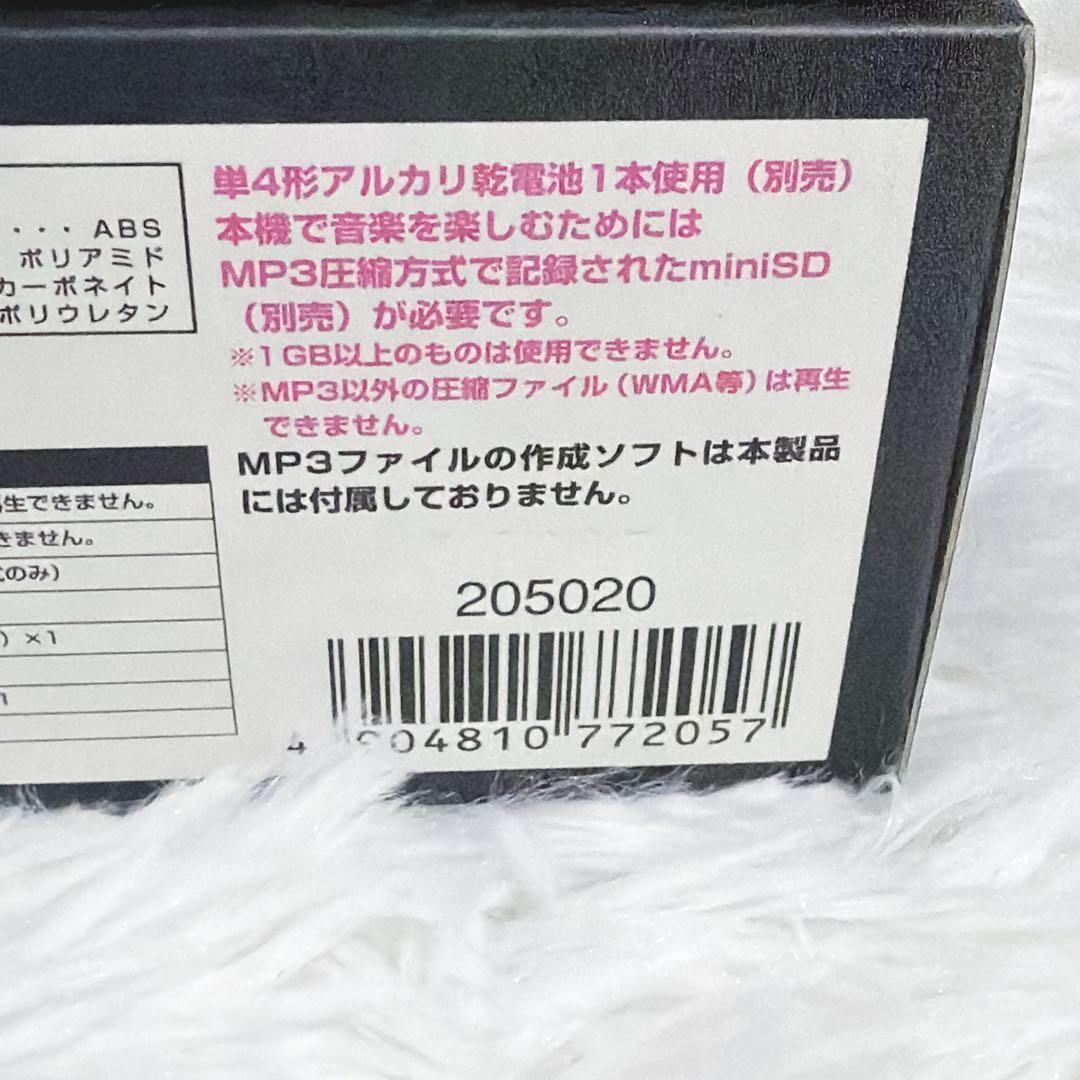 ・・・ABS
ポリアミド
カーボネイト
ポリウレタン
生できません。
きません。
のみ）
）×1
1
単4形アルカリ乾電池1本使用（別売）
本機で音楽を楽しむためには
MP3圧縮方式で記録されたminiSD
（別売）が必要です。
※1GB以上のものは使用できません。
※MP3以外の圧縮ファイル（WMA等）は再生
できません。
MP3ファイルの作成ソフトは本製品
には付属しておりません。
205020
4 904810 772057